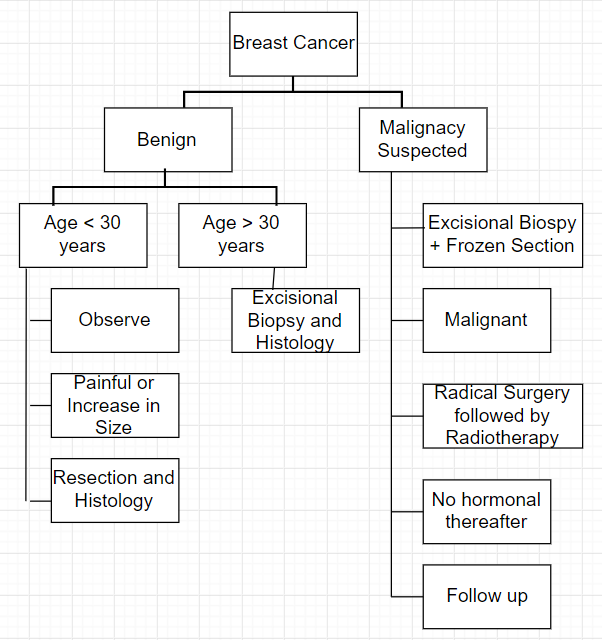 Breast Cancer
Benign
Malignacy
Suspected
Age < 30
years
Age > 30
years
Excisional Biospy
+ Frozen Section
Observe
Excisional
Biopsy and
Histology
Malignant
Painful or
Increase in
Size
Radical Surgery
followed by
Radiotherapy
Resection and
Histology
No hormonal
thereafter
Follow up